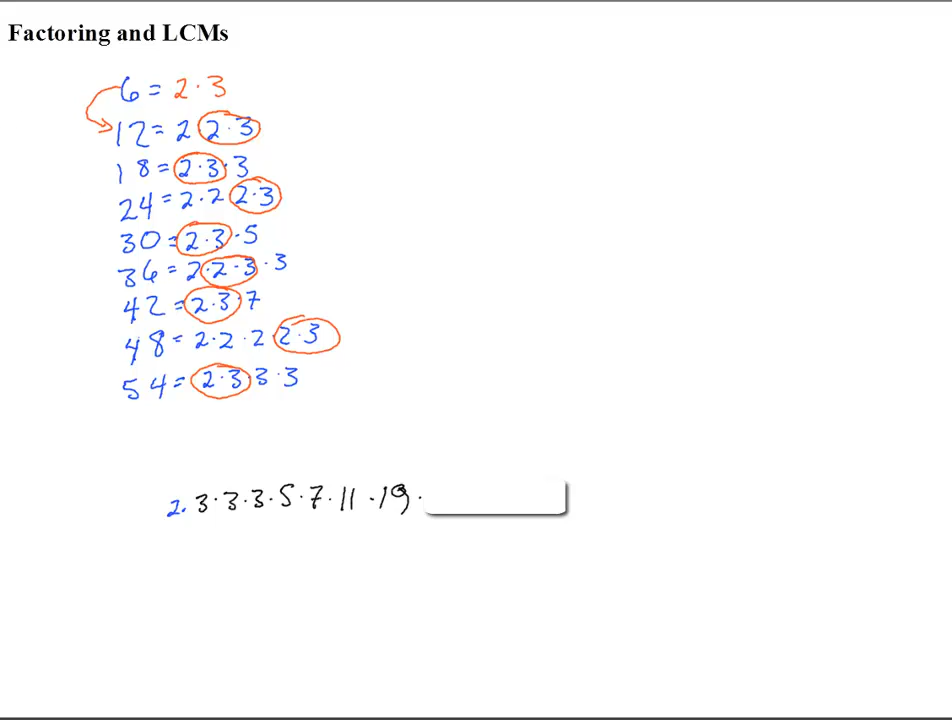 Factoring and LCMs
6 = 2 · 3
12 = 2 2 · 3
18 = 2 · 3 · 3
24 = 2 · 2 2 · 3
30 = 2 · 3 · 5
36 = 2 · 2 · 3 · 3
42 = 2 · 3 · 7
48 = 2 · 2 · 2 2 · 3
54 = 2 · 3 · 3 · 3
2 · 3 · 3 · 3 · 5 · 7 · 11 · 19 ·